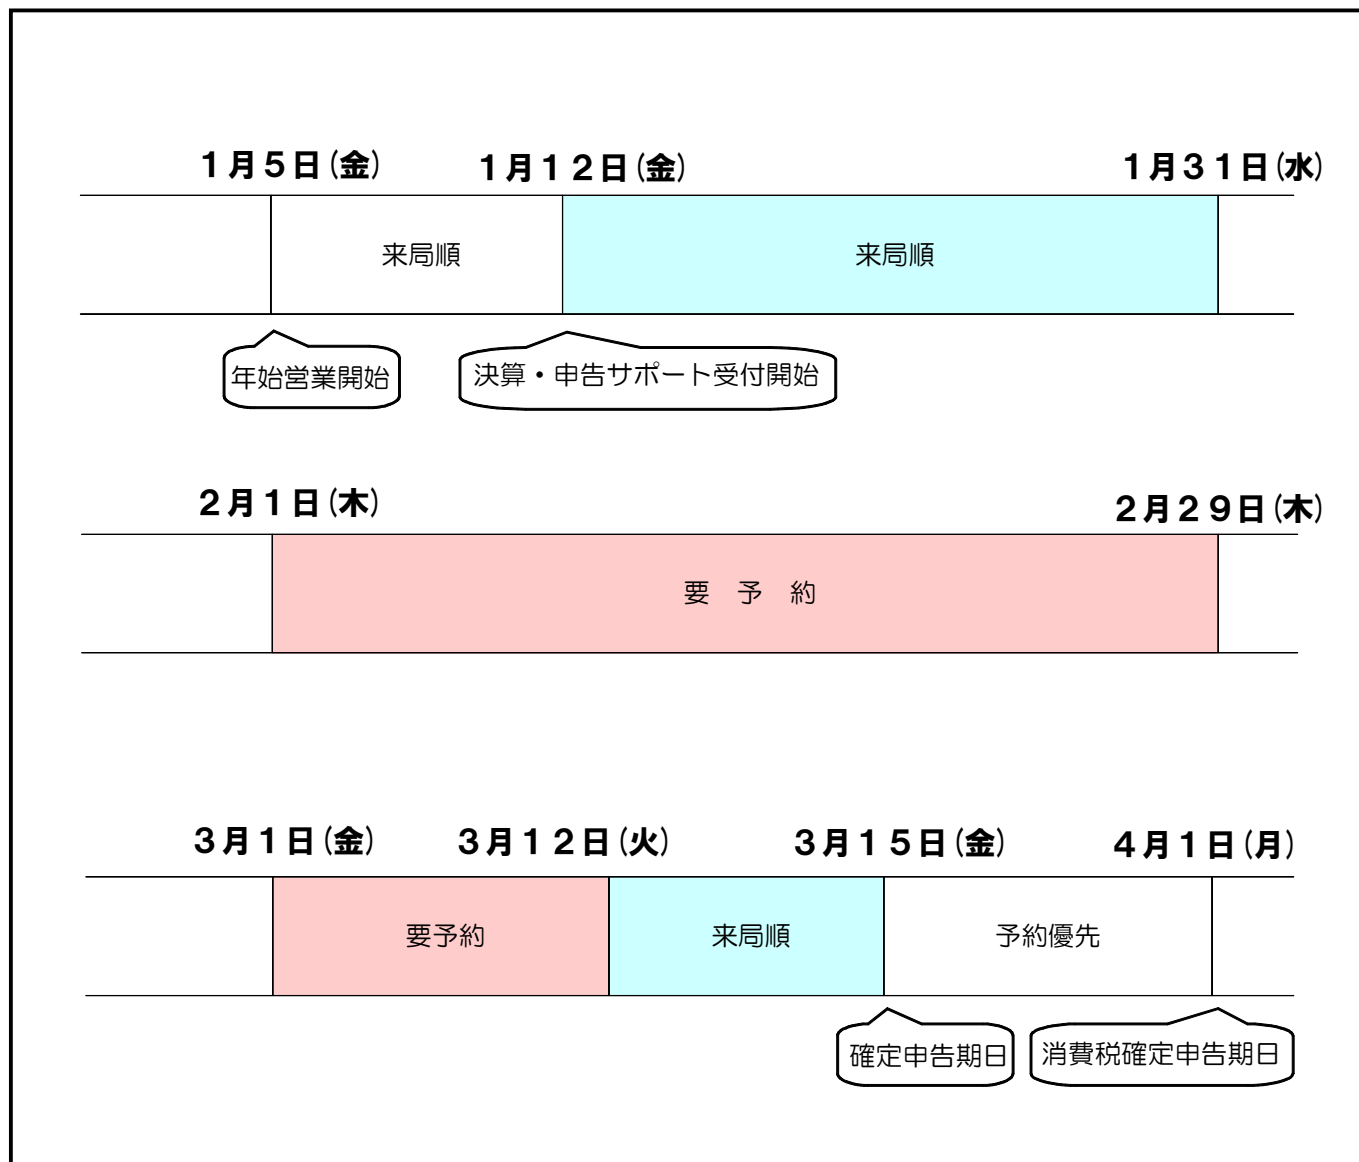 1月5日(金) 1月12日(金) 1月31日(水)
来局順 来局順
年始営業開始 決算・申告サポート受付開始
2月1日(木) 2月29日(木)
要 予 約
3月1日(金) 3月12日(火) 3月15日(金) 4月1日(月)
要予約 来局順 予約優先
確定申告期日 消費税確定申告期日